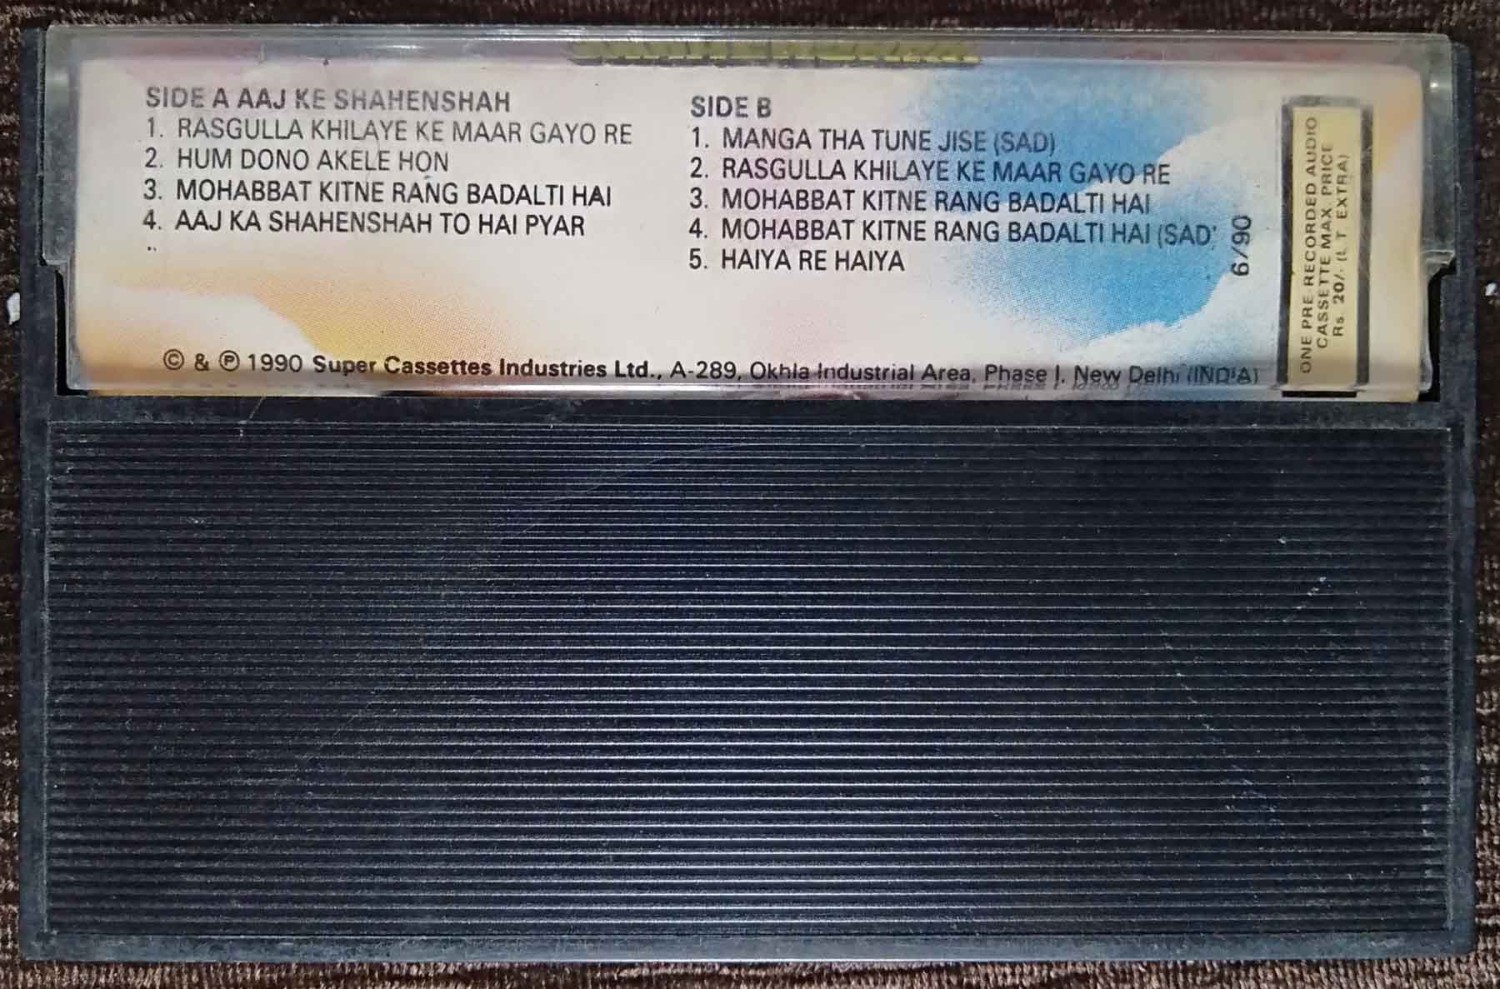 SIDE A AAJ KE SHAHENSHAH
1. RASGULLA KHILAYE KE MAAR GAYO RE
2. HUM DONO AKELE HON
3. MOHABBAT KITNE RANG BADALTI HAI
4. AAJ KA SHAHENSHAH TO HAI PYAR
SIDE B
1. MANGA THA TUNE JISE (SAD)
2. RASGULLA KHILAYE KE MAAR GAYO RE
3. MOHABBAT KITNE RANG BADALTI HAI
4. MOHABBAT KITNE RANG BADALTI HAI (SAD
5. HAIYA RE HAIYA
6/90
ONE PRE-RECORDED AUDIO
CASSETTE MAX. PRICE
Rs. 20/- (L.T. EXTRA)
© & ℗ 1990 Super Cassettes Industries Ltd., A-289, Okhla Industrial Area, Phase I, New Delhi (INDIA)